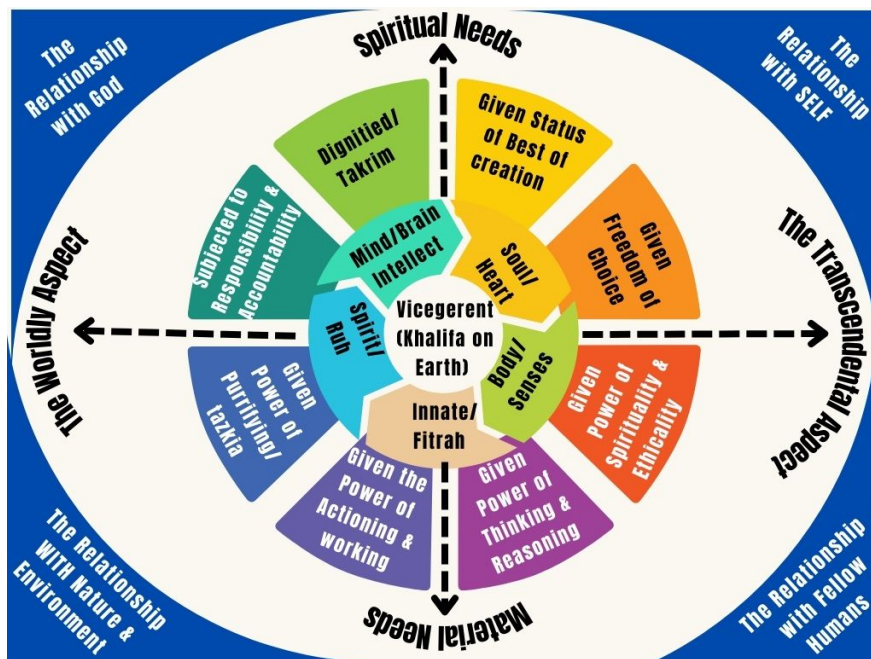 The
Relationship
with God
Spiritual Needs
The
Relationship
with SELF
Dignitied/
Takrim
Given Status
of Best of
creation
Subjected to
Responsibility &
Accountability
Mind/Brain
Intellect
Soul/
Heart
Given
Freedom of
Choice
The Worldly Aspect
Spirit/
Ruh
Vicegerent
(Khalifa on
Earth)
Body/
Senses
The Transcendental Aspect
Given
Power of
Purrifying/
tazkia
Innate/
Fitrah
Given
Power of
Spirituality &
Ethicality
Given the
Power of
Actioning &
working
Given
Power of
Thinking &
Reasoning
The Relationship
WITH Nature &
Environment
Material Needs
The Relationship
with Fellow
Humans